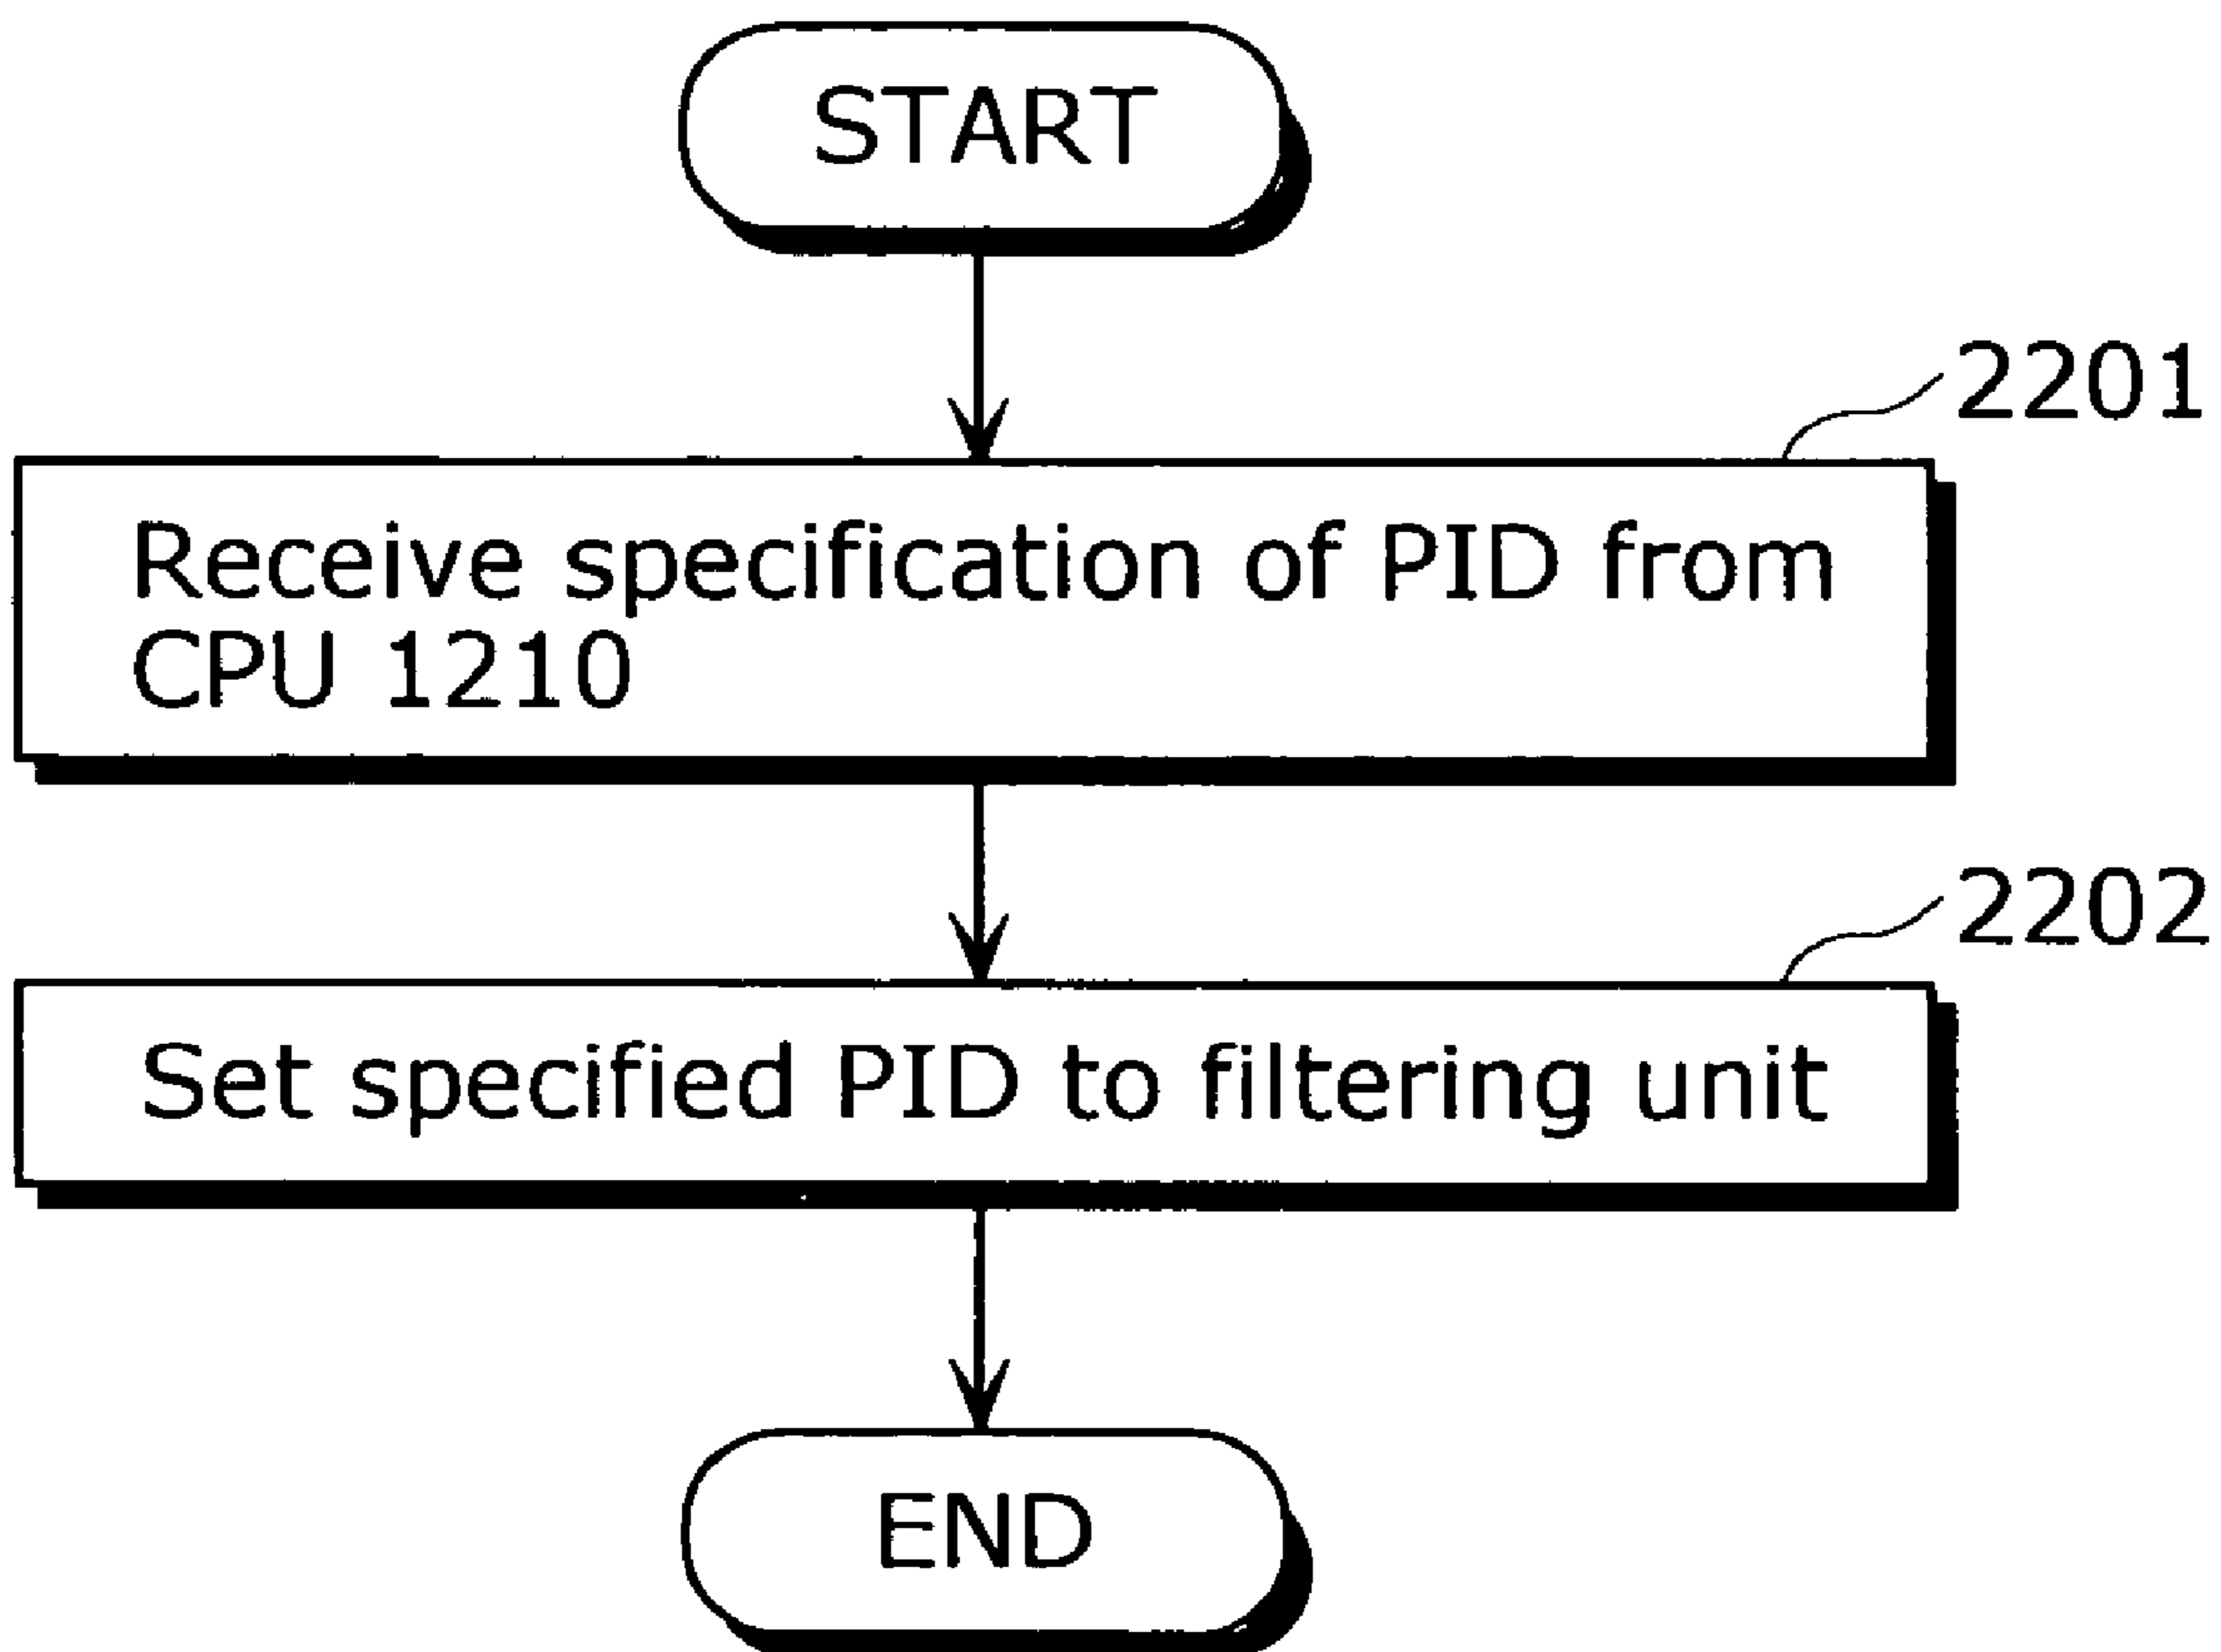 START
2201
Receive specification of PID from
CPU 1210
2202
Set specified PID to filtering unit
END